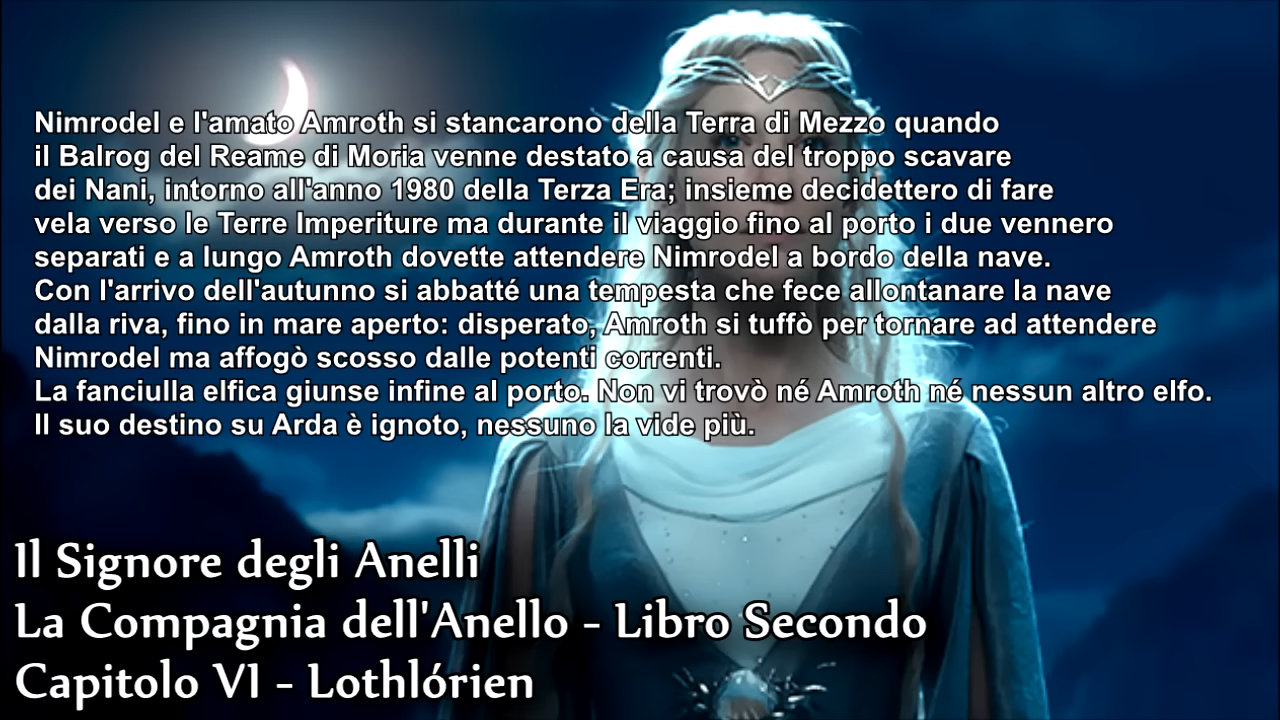 Nimrodel e l'amato Amroth si stancarono della Terra di Mezzo quando
il Balrog del Reame di Moria venne destato a causa del troppo scavare
dei Nani, intorno all'anno 1980 della Terza Era; insieme decidettero di fare
vela verso le Terre Imperiture ma durante il viaggio fino al porto i due vennero
separati e a lungo Amroth dovette attendere Nimrodel a bordo della nave.
Con l'arrivo dell'autunno si abbatté una tempesta che fece allontanare la nave
dalla riva, fino in mare aperto: disperato, Amroth si tuffò per tornare ad attendere
Nimrodel ma affogò scosso dalle potenti correnti.
La fanciulla elfica giunse infine al porto. Non vi trovò né Amroth né nessun altro elfo.
Il suo destino su Arda è ignoto, nessuno la vide più.
Il Signore degli Anelli
La Compagnia dell'Anello - Libro Secondo
Capitolo VI - Lothlórien